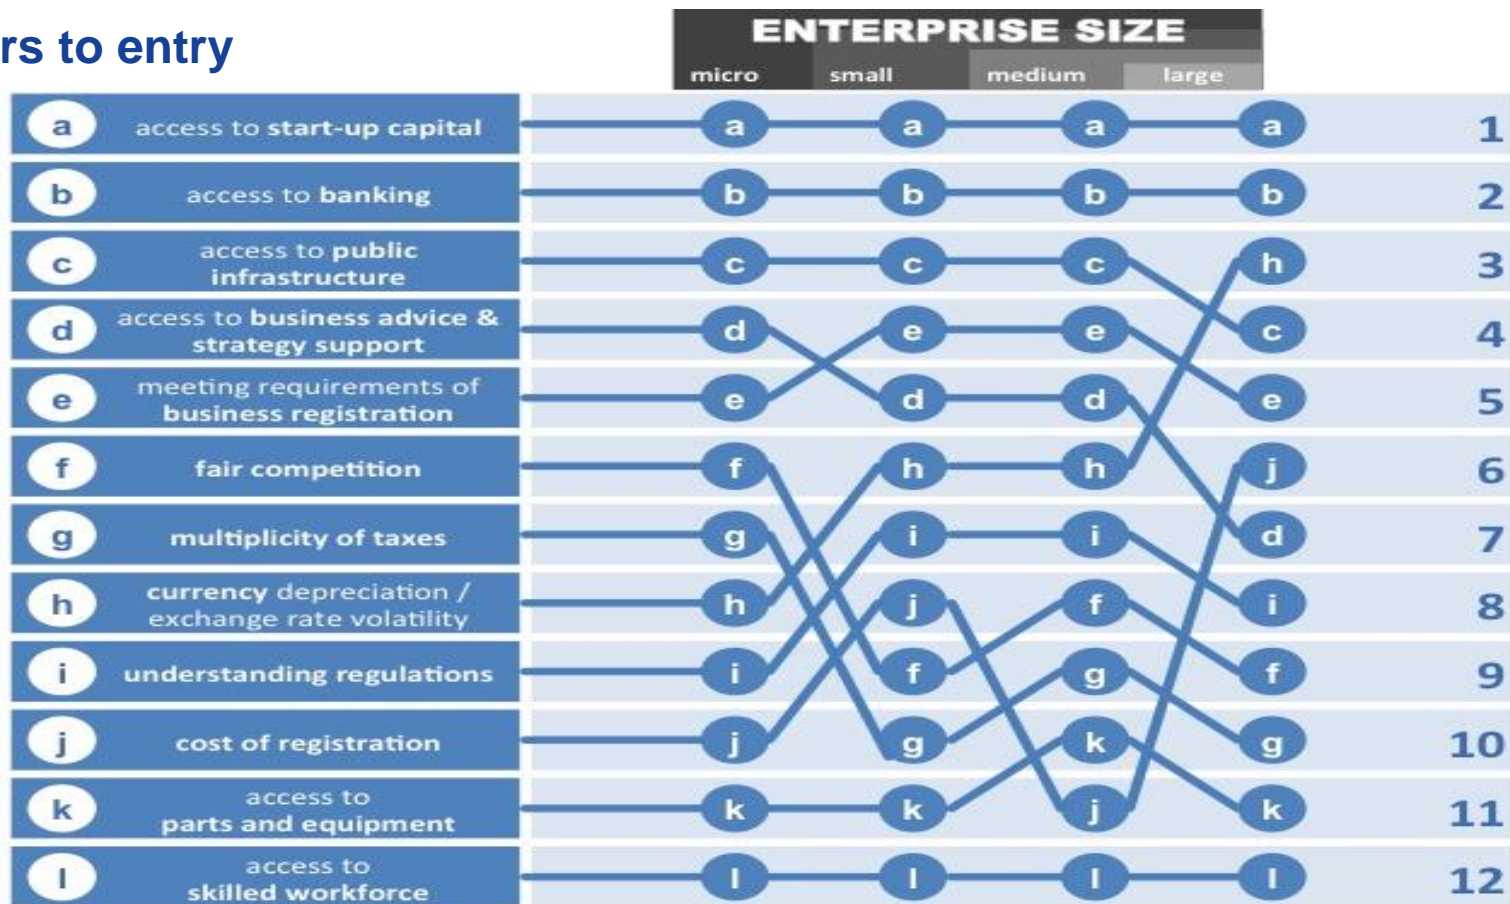 rs to entry
ENTERPRISE SIZE
micro small medium large
a access to start-up capital a a a a 1
b access to banking b b b b 2
c access to public
infrastructure c c c h 3
d access to business advice &
strategy support d e e c 4
e meeting requirements of
business registration e d d e 5
f fair competition f h h j 6
g multiplicity of taxes g i i d 7
h currency depreciation /
exchange rate volatility h j f i 8
i understanding regulations i f g f 9
j cost of registration j g k g 10
k access to
parts and equipment k k j k 11
l access to
skilled workforce l l l l 12